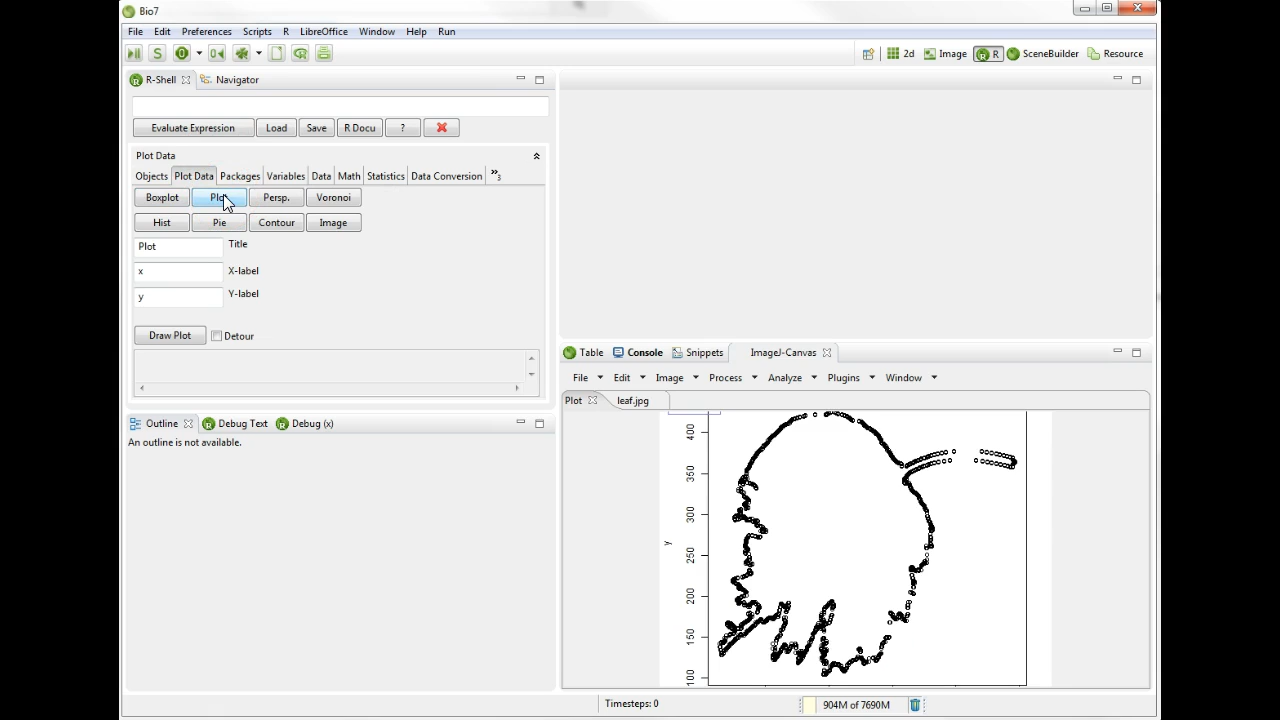 Bio7
File Edit Preferences Scripts R LibreOffice Window Help Run
S
2d Image R SceneBuilder Resource
R-Shell Navigator
Evaluate Expression Load Save R Docu ?
Plot Data
Objects Plot Data Packages Variables Data Math Statistics Data Conversion »3
Boxplot Plot Persp. Voronoi
Hist Pie Contour Image
Plot Title
x X-label
y Y-label
Draw Plot Detour
Outline Debug Text Debug (x)
An outline is not available.
Table Console Snippets ImageJ-Canvas
File Edit Image Process Analyze Plugins Window
Plot leaf.jpg
400
350
300
y
250
200
150
100
Timesteps: 0 904M of 7690M